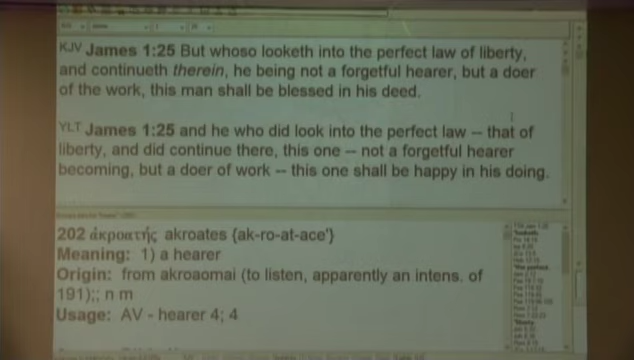 KJV James 1:25 But whoso looketh into the perfect law of liberty,
and continueth therein, he being not a forgetful hearer, but a doer
of the work, this man shall be blessed in his deed.
YLT James 1:25 and he who did look into the perfect law -- that of
liberty, and did continue there, this one -- not a forgetful hearer
becoming, but a doer of work -- this one shall be happy in his doing.
202 ἀκροατής akroates {ak-ro-at-ace'}
Meaning: 1) a hearer
Origin: from akroaomai (to listen, apparently an intens. of
191);; n m
Usage: AV - hearer 4; 4